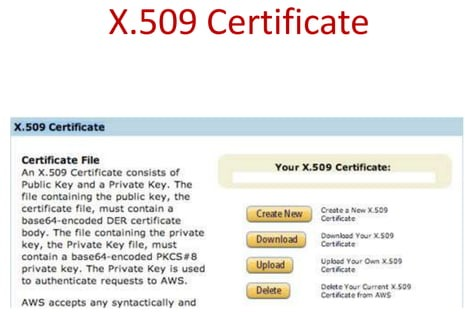 X.509 Certificate
X.509 Certificate
Certificate File
An X.509 Certificate consists of
Public Key and a Private Key. The
file containing the public key, the
certificate file, must contain a
base64-encoded DER certificate
body. The file containing the private
key, the Private Key file, must
contain a base64-encoded PKCS#8
private key. The Private Key is used
to authenticate requests to AWS.
AWS accepts any syntactically and
Your X.509 Certificate:
Create New
Create a New X.509
Certificate
Download
Download Your X.509
Certificate
Upload
Upload Your Own X.509
Certificate
Delete
Delete Your Current X.509
Certificate from AWS